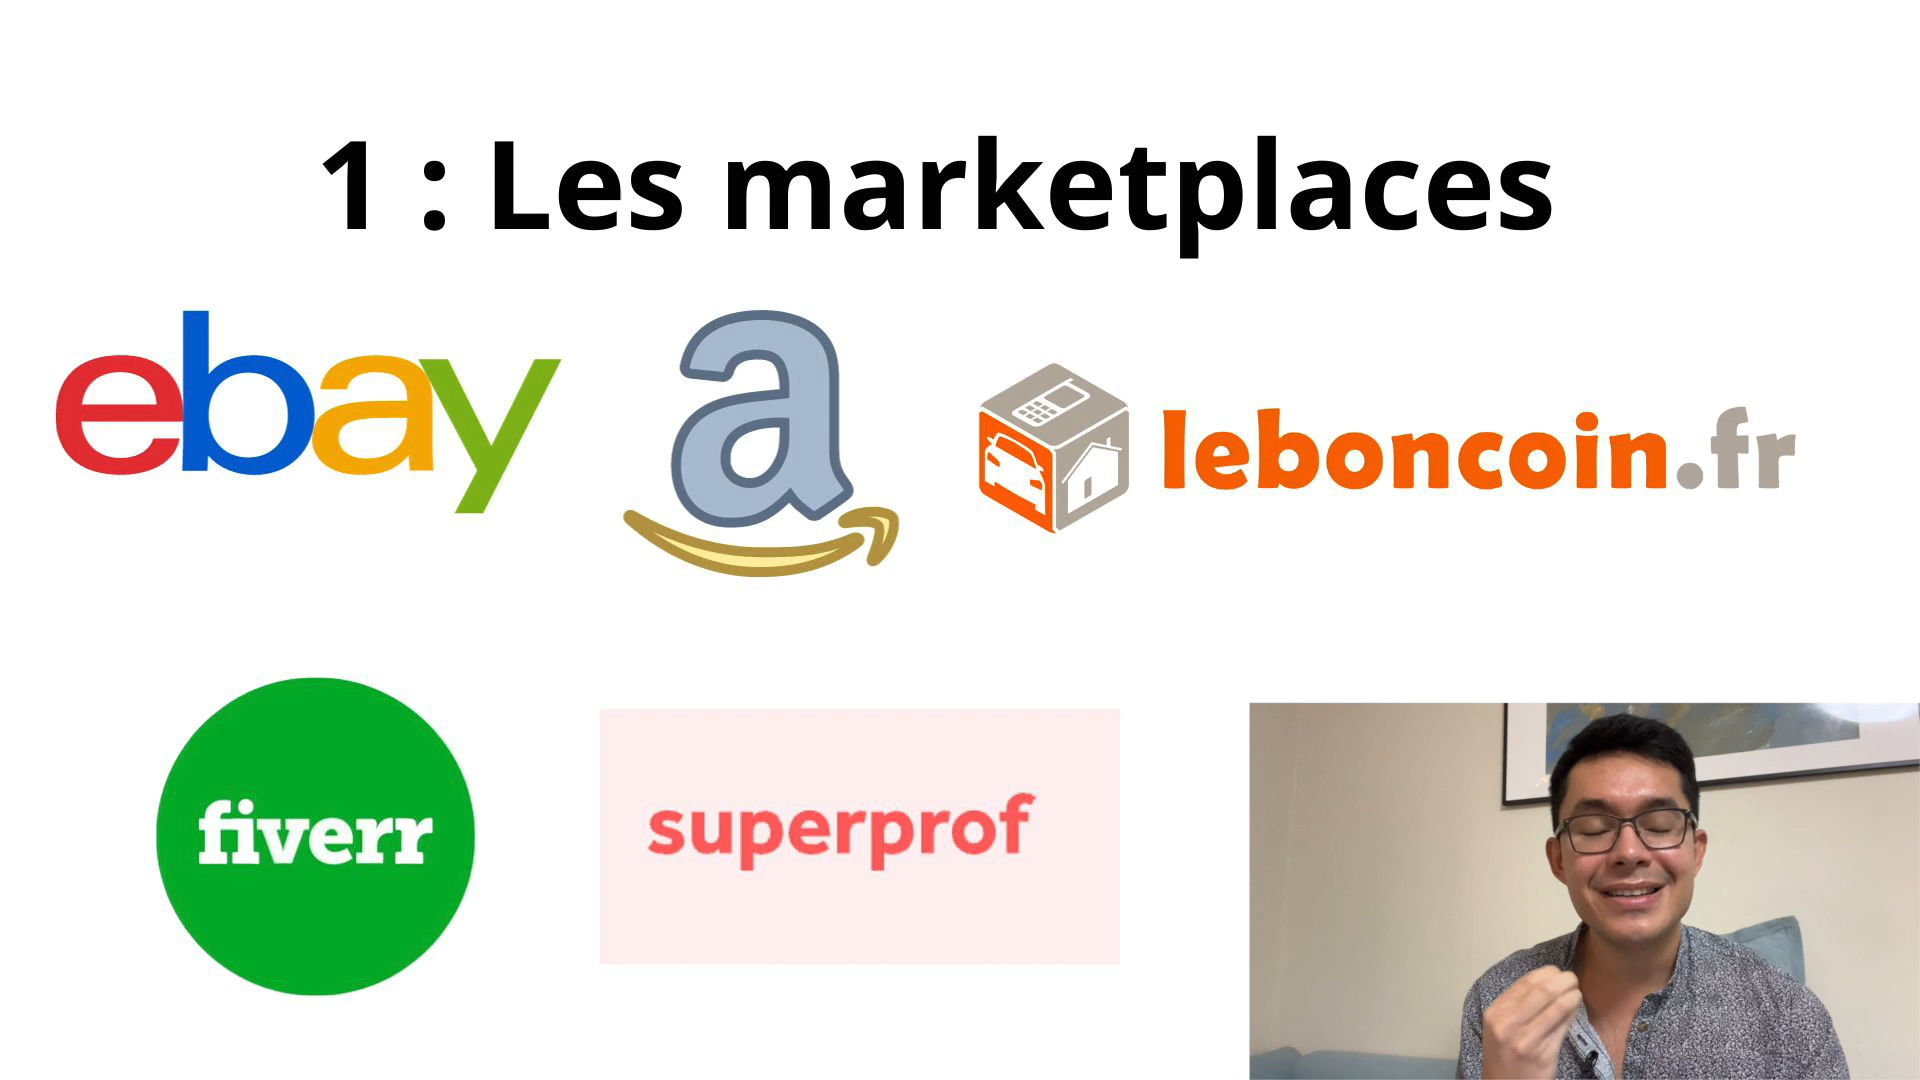 1 : Les marketplaces
ebay
a
leboncoin.fr
fiverr
superprof